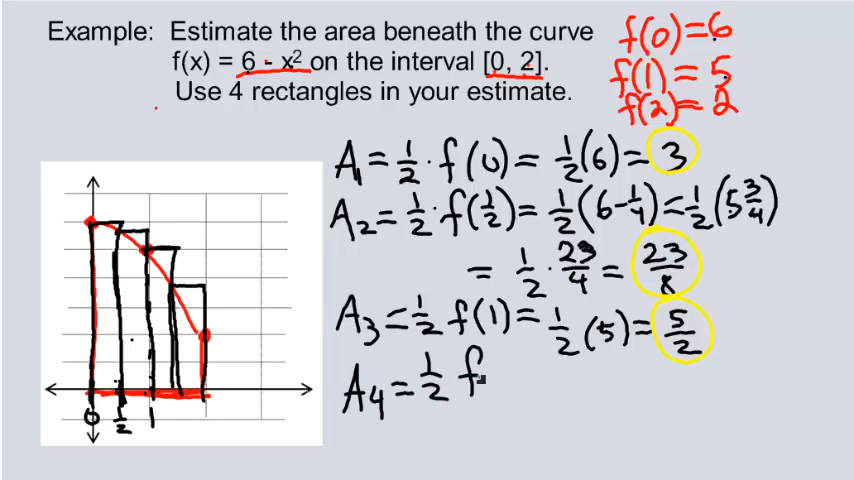 Example: Estimate the area beneath the curve
f(x) = 6 - x² on the interval [0, 2].
Use 4 rectangles in your estimate.
f(0)=6
f(1)=5
f(2)=2
A₁=½·f(0)=½(6)=3
A₂=½·f(½)=½(6-¼)=½(5¾)
=½·23/4=23/8
A₃=½f(1)=½(5)=5/2
A₄=½f
0 ½ 1